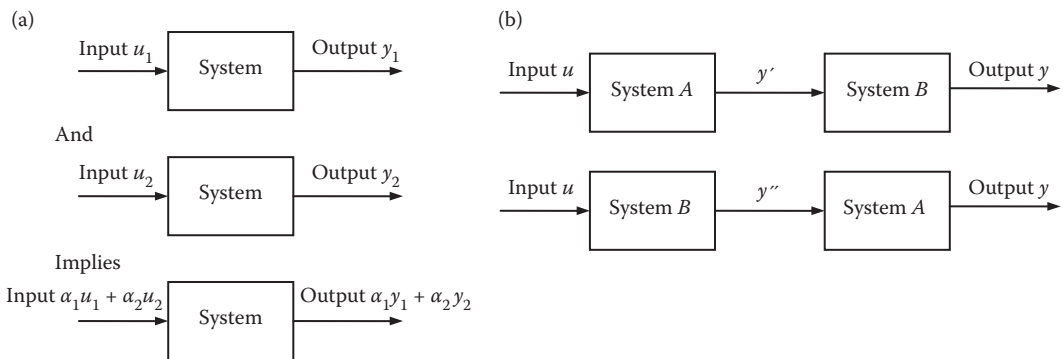 (a)
Input u₁
System
Output y₁
And
Input u₂
System
Output y₂
Implies
Input α₁u₁ + α₂u₂
System
Output α₁y₁ + α₂y₂
(b)
Input u
System A
y′
System B
Output y
Input u
System B
y″
System A
Output y